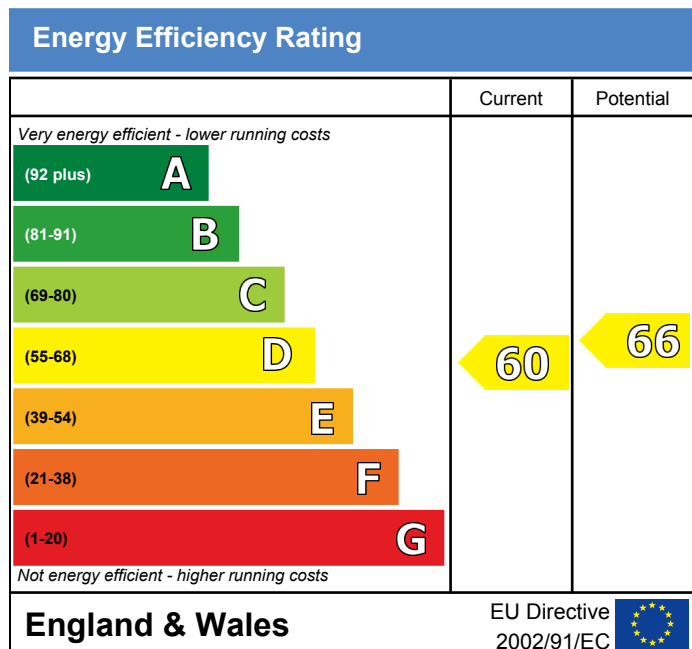 Energy Efficiency Rating
Current Potential
Very energy efficient - lower running costs
(92 plus) A
(81-91) B
(69-80) C
(55-68) D 60 66
(39-54) E
(21-38) F
(1-20) G
Not energy efficient - higher running costs
England & Wales
EU Directive
2002/91/EC